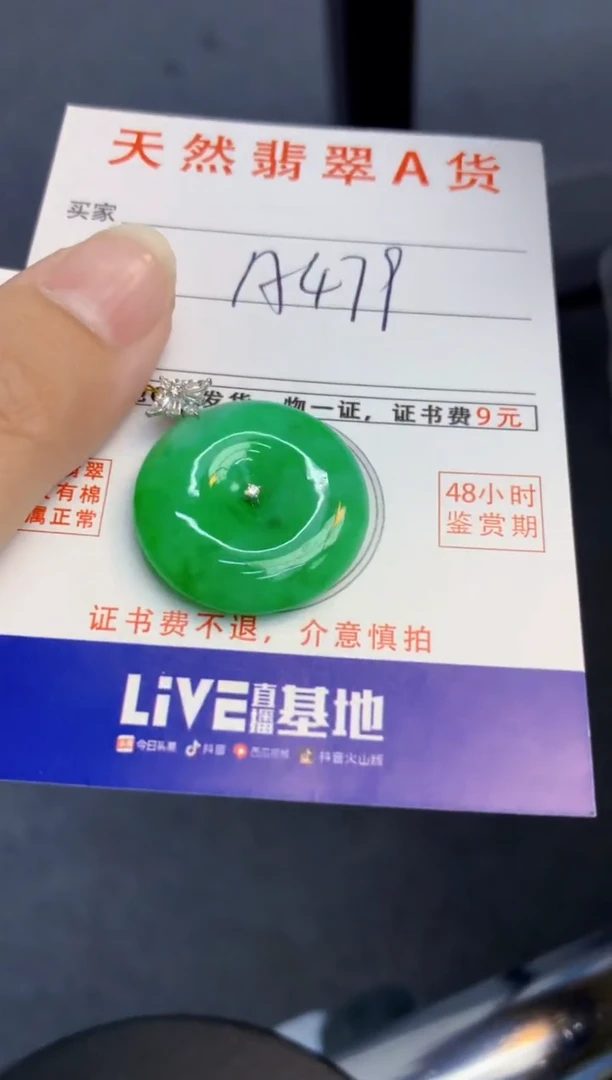 天然翡翠A货
买家
A479
发货 物一证，证书费9元
翠
有棉
属正常
48小时
鉴赏期
证书费不退，介意慎拍
LiVE直播基地
今日头条 抖音 西瓜视频 抖音火山版